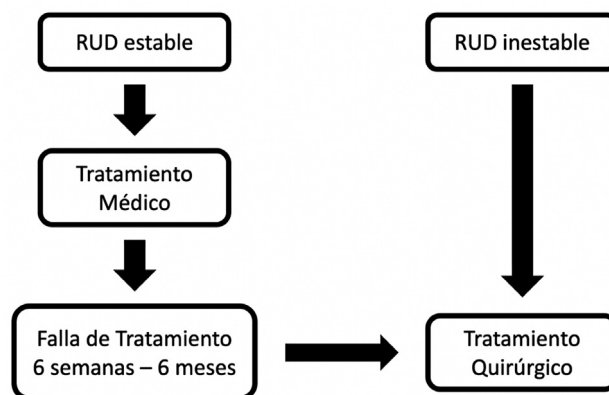 RUD estable
RUD inestable
Tratamiento
Médico
Falla de Tratamiento
6 semanas – 6 meses
Tratamiento
Quirúrgico